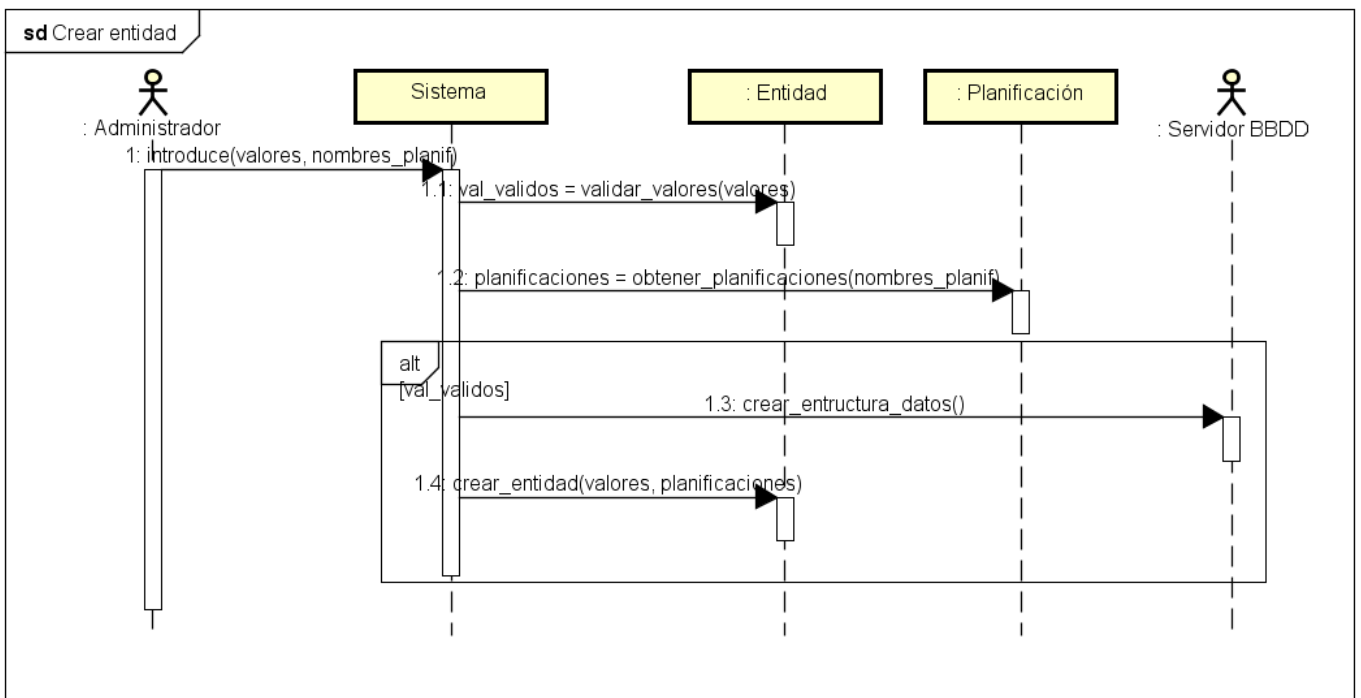 sd Crear entidad
Sistema
: Entidad
: Planificación
: Administrador
: Servidor BBDD
1: introduce(valores, nombres_planif)
1.1: val_validos = validar_valores(valores)
1.2: planificaciones = obtener_planificaciones(nombres_planif)
alt
[val_validos]
1.3: crear_entructura_datos()
1.4: crear_entidad(valores, planificaciones)